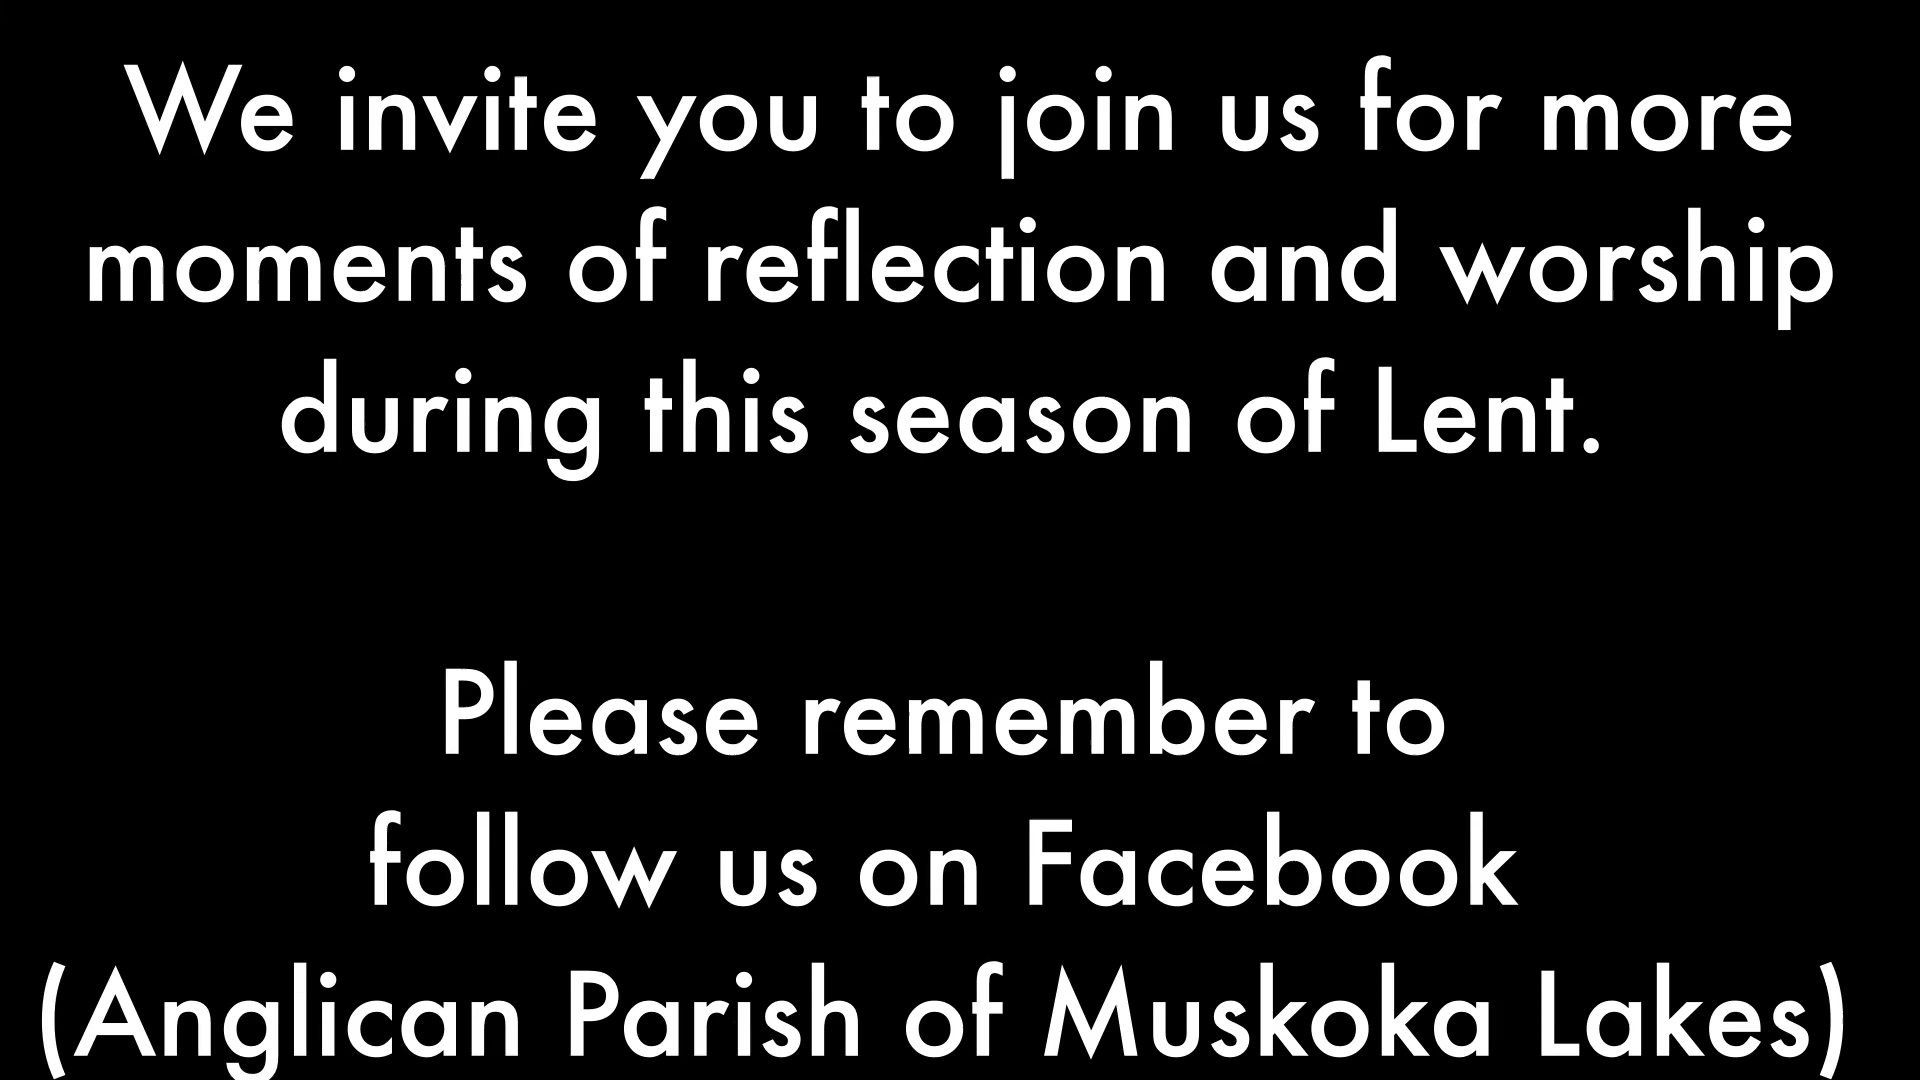 We invite you to join us for more
moments of reflection and worship
during this season of Lent.
Please remember to
follow us on Facebook
(Anglican Parish of Muskoka Lakes)